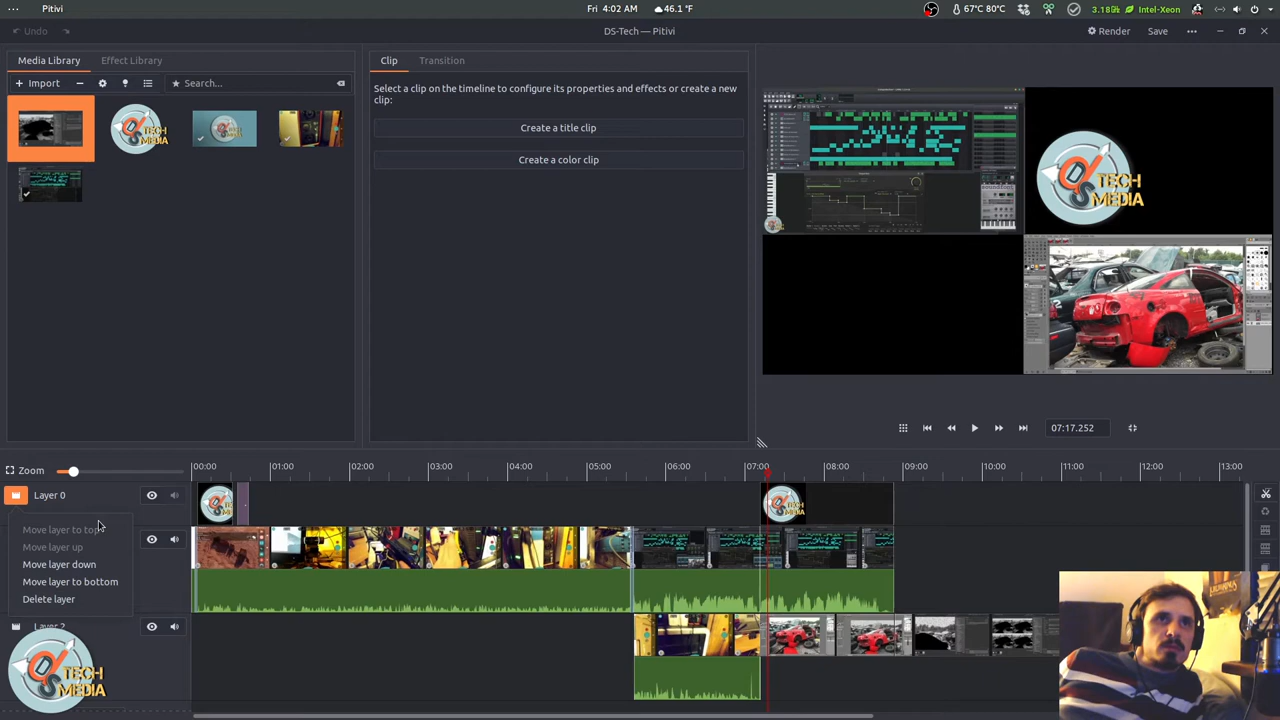 Pitivi
Fri, 4:02 AM
46.1 °F
67°C 80°C
3.18
Intel-Xeon
Undo
DS-Tech — Pitivi
Render
Save
Media Library
Effect Library
Import
Search...
Clip
Transition
Select a clip on the timeline to configure its properties and effects or create a new
clip:
Create a title clip
Create a color clip
TECH
MEDIA
07:17.252
Zoom
00:00
01:00
02:00
03:00
04:00
05:00
06:00
07:00
08:00
09:00
10:00
11:00
12:00
13:00
Layer 0
Move layer to top
Move layer up
Move layer down
Move layer to bottom
Delete layer
Layer 2
TECH
MEDIA